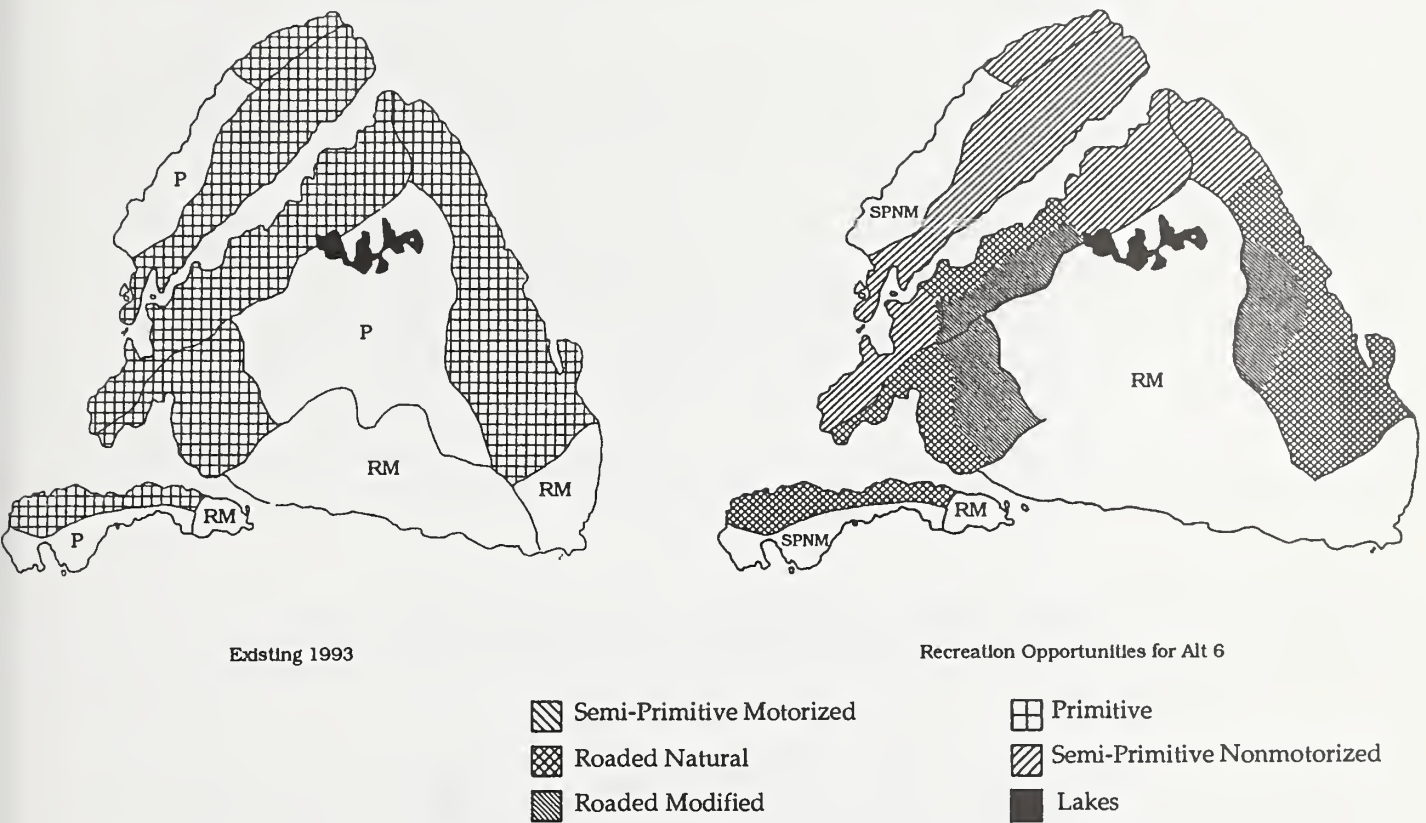 P
P
RM
RM
RM
P
Existing 1993
SPNM
RM
RM
SPNM
Recreation Opportunities for Alt 6
Semi-Primitive Motorized
Roaded Natural
Roaded Modified
Primitive
Semi-Primitive Nonmotorized
Lakes